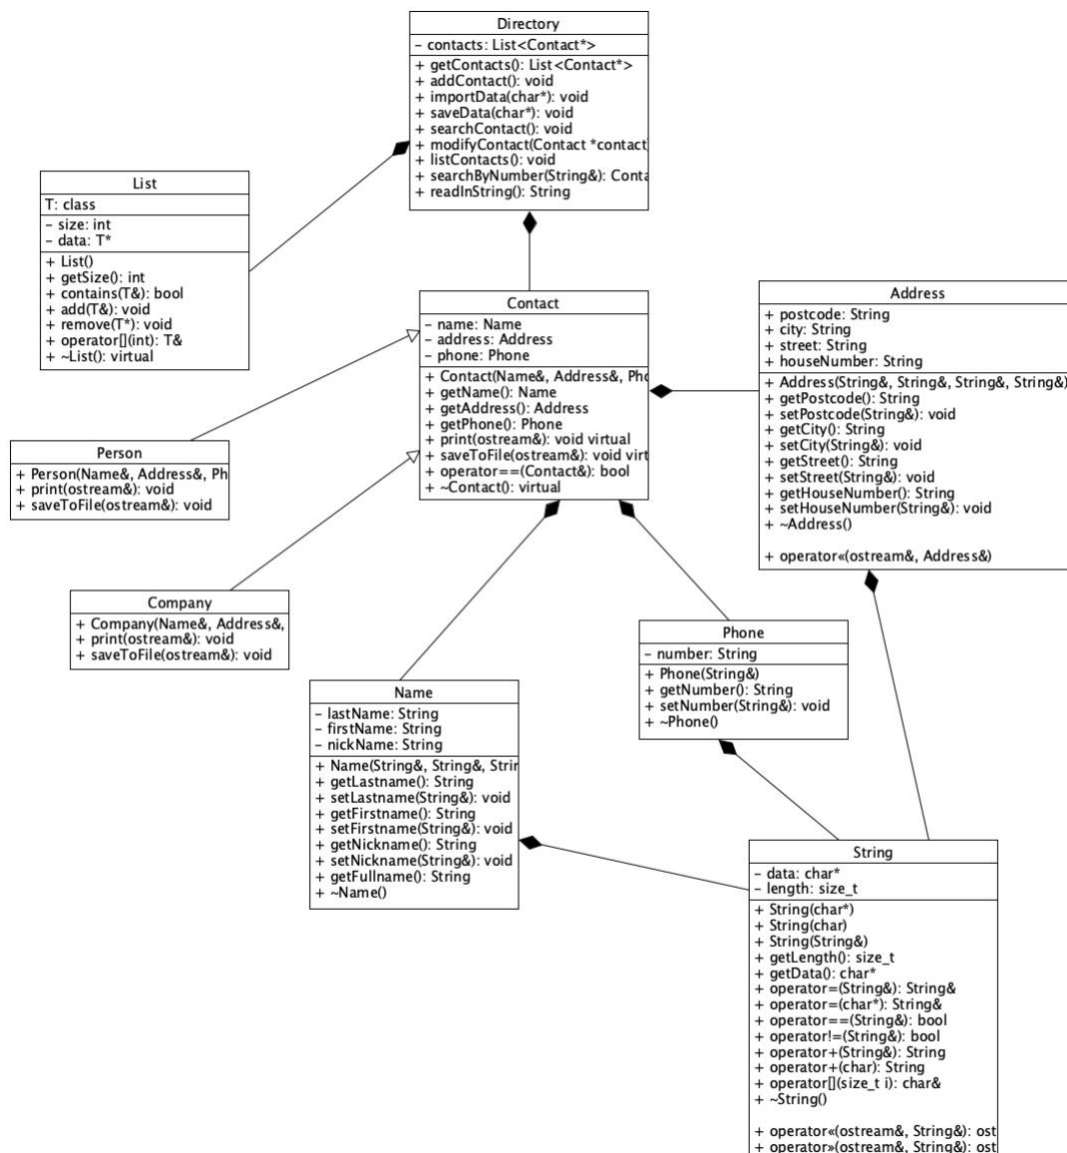 Directory
– contacts: List<Contact*>
+ getContacts(): List<Contact*>
+ addContact(): void
+ importData(char*): void
+ saveData(char*): void
+ searchContact(): void
+ modifyContact(Contact *contact
+ listContacts(): void
+ searchByNumber(String&): Conta
+ readInString(): String
List
T: class
– size: int
– data: T*
+ List()
+ getSize(): int
+ contains(T&): bool
+ add(T&): void
+ remove(T*): void
+ operator[](int): T&
+ ~List(): virtual
Contact
– name: Name
– address: Address
– phone: Phone
+ Contact(Name&, Address&, Pho
+ getName(): Name
+ getAddress(): Address
+ getPhone(): Phone
+ print(ostream&): void virtual
+ saveToFile(ostream&): void virt
+ operator==(Contact&): bool
+ ~Contact(): virtual
Address
+ postcode: String
+ city: String
+ street: String
+ houseNumber: String
+ Address(String&, String&, String&, String&)
+ getPostcode(): String
+ setPostcode(String&): void
+ getCity(): String
+ setCity(String&): void
+ getStreet(): String
+ setStreet(String&): void
+ getHouseNumber(): String
+ setHouseNumber(String&): void
+ ~Address()
+ operator«(ostream&, Address&)
Person
+ Person(Name&, Address&, Ph
+ print(ostream&): void
+ saveToFile(ostream&): void
Company
+ Company(Name&, Address&,
+ print(ostream&): void
+ saveToFile(ostream&): void
Phone
– number: String
+ Phone(String&)
+ getNumber(): String
+ setNumber(String&): void
+ ~Phone()
Name
– lastName: String
– firstName: String
– nickName: String
+ Name(String&, String&, Strin
+ getLastname(): String
+ setLastname(String&): void
+ getFirstname(): String
+ setFirstname(String&): void
+ getNickname(): String
+ setNickname(String&): void
+ getFullname(): String
+ ~Name()
String
– data: char*
– length: size_t
+ String(char*)
+ String(char)
+ String(String&)
+ getLength(): size_t
+ getData(): char*
+ operator=(String&): String&
+ operator=(char*): String&
+ operator==(String&): bool
+ operator!=(String&): bool
+ operator+(String&): String
+ operator+(char): String
+ operator[](size_t i): char&
+ ~String()
+ operator«(ostream&, String&): ost
+ operator»(ostream&, String&): ost